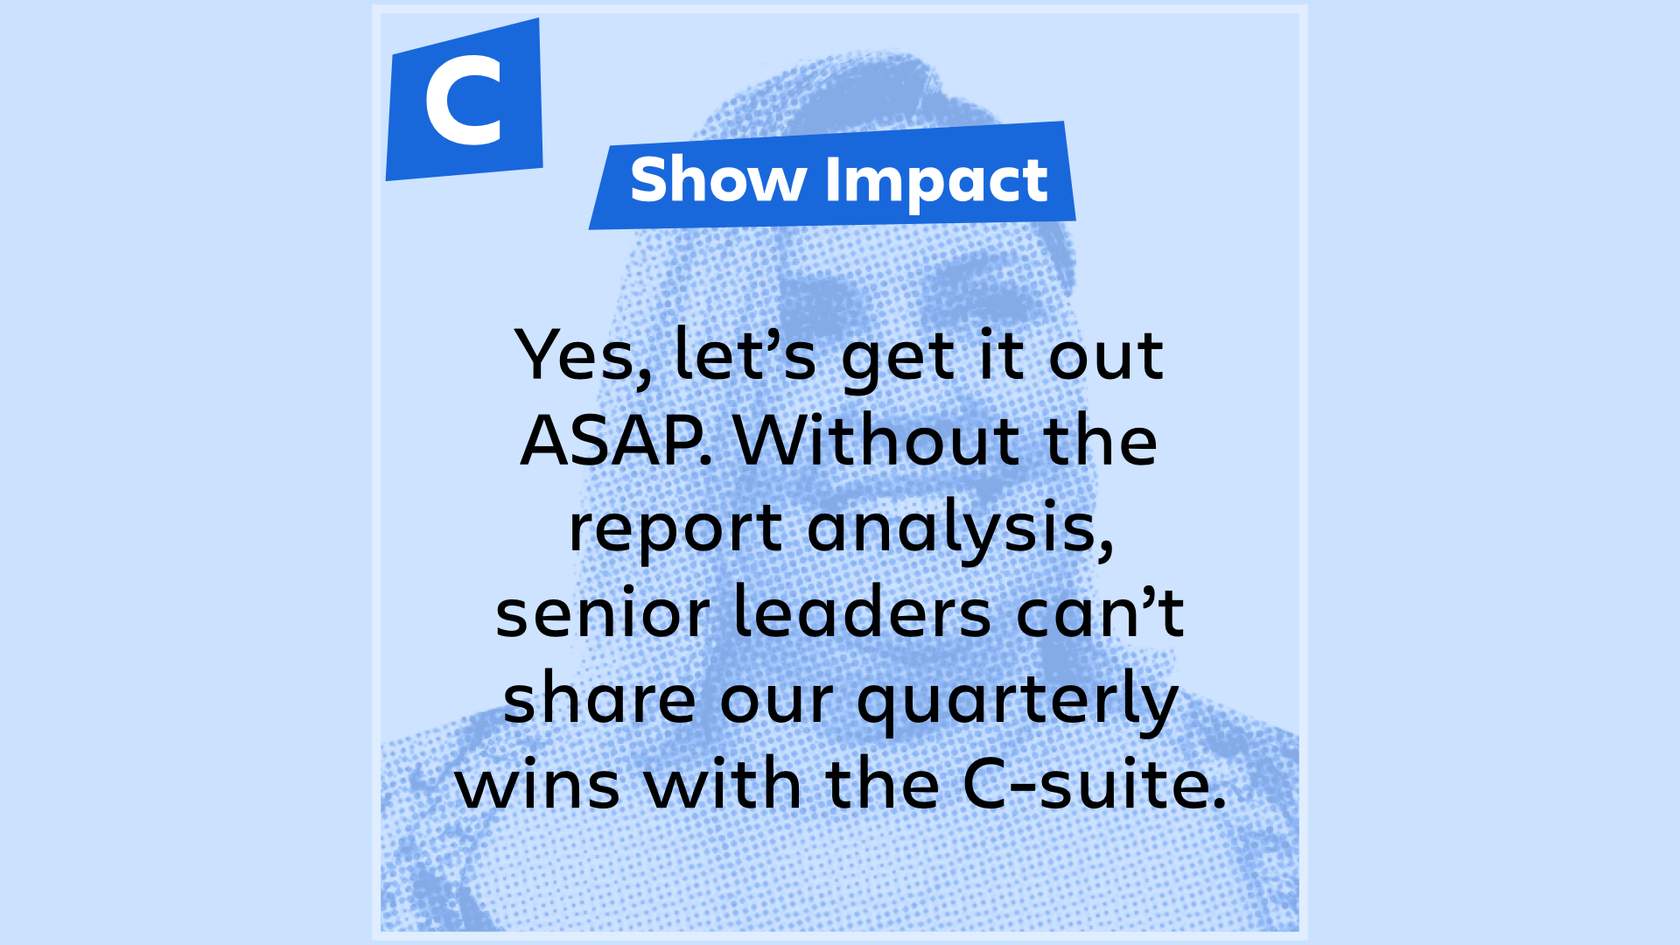 C
Show Impact
Yes, let’s get it out
ASAP. Without the
report analysis,
senior leaders can’t
share our quarterly
wins with the C-suite.